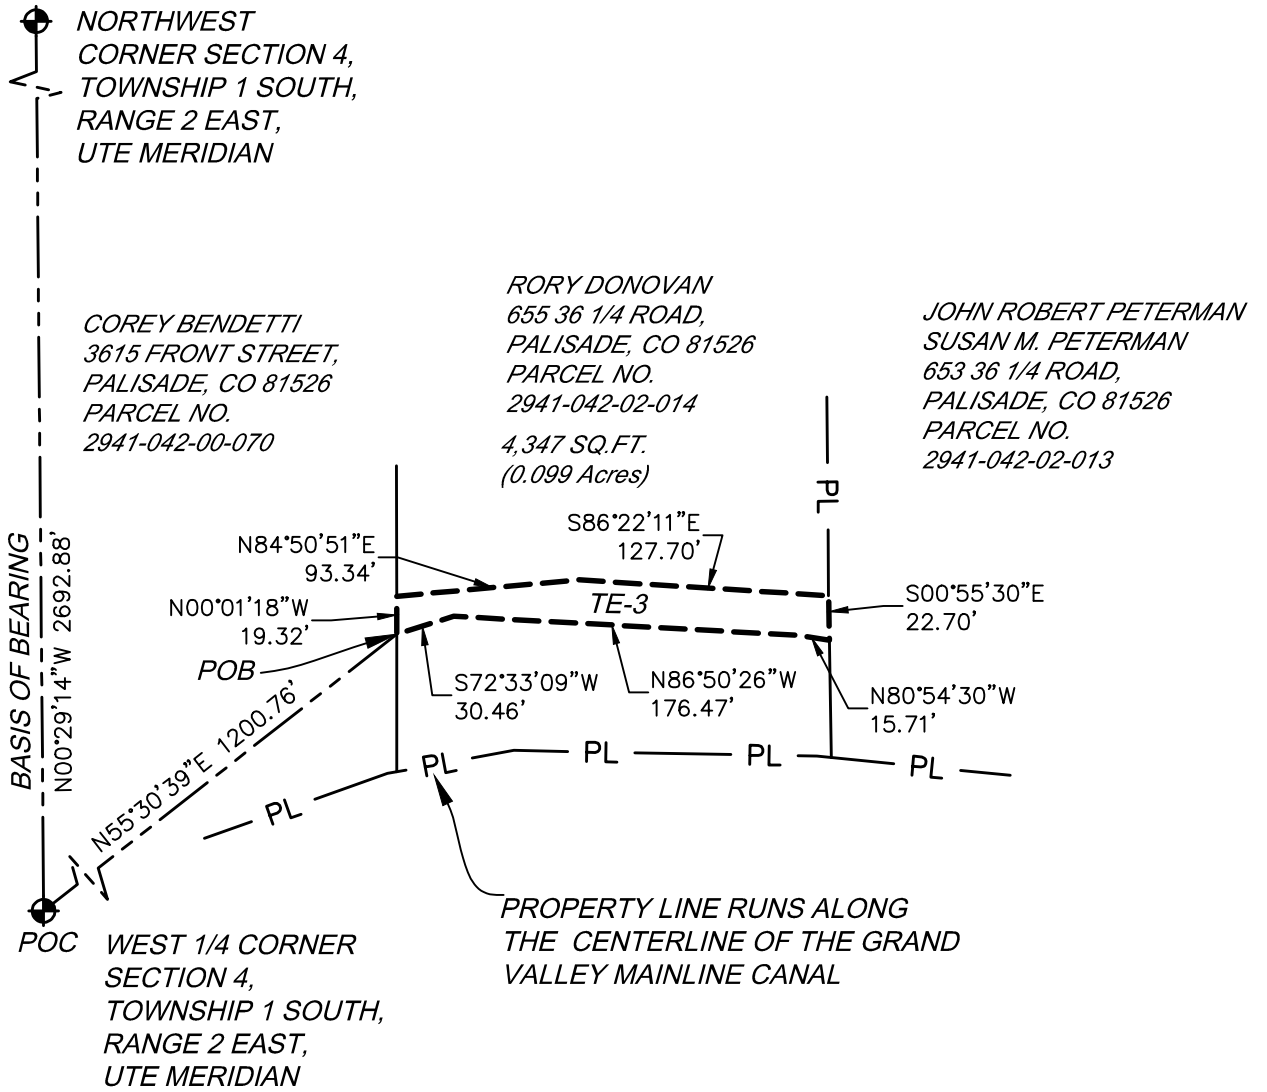 NORTHWEST
CORNER SECTION 4,
TOWNSHIP 1 SOUTH,
RANGE 2 EAST,
UTE MERIDIAN
RORY DONOVAN
655 36 1/4 ROAD,
PALISADE, CO 81526
PARCEL NO.
2941-042-02-014
4,347 SQ.FT.
(0.099 Acres)
COREY BENDETTI
3615 FRONT STREET,
PALISADE, CO 81526
PARCEL NO.
2941-042-00-070
JOHN ROBERT PETERMAN
SUSAN M. PETERMAN
653 36 1/4 ROAD,
PALISADE, CO 81526
PARCEL NO.
2941-042-02-013
PL
S86°22'11"E
127.70'
N84°50'51"E
93.34'
N00°01'18"W
19.32'
TE-3
S00°55'30"E
22.70'
POB
S72°33'09"W
30.46'
N86°50'26"W
176.47'
N80°54'30"W
15.71'
BASIS OF BEARING
N00°29'14"W 2692.88'
N55°30'39"E 1200.76'
PL
PL
PL
PL
PL
PROPERTY LINE RUNS ALONG
THE CENTERLINE OF THE GRAND
VALLEY MAINLINE CANAL
POC
WEST 1/4 CORNER
SECTION 4,
TOWNSHIP 1 SOUTH,
RANGE 2 EAST,
UTE MERIDIAN